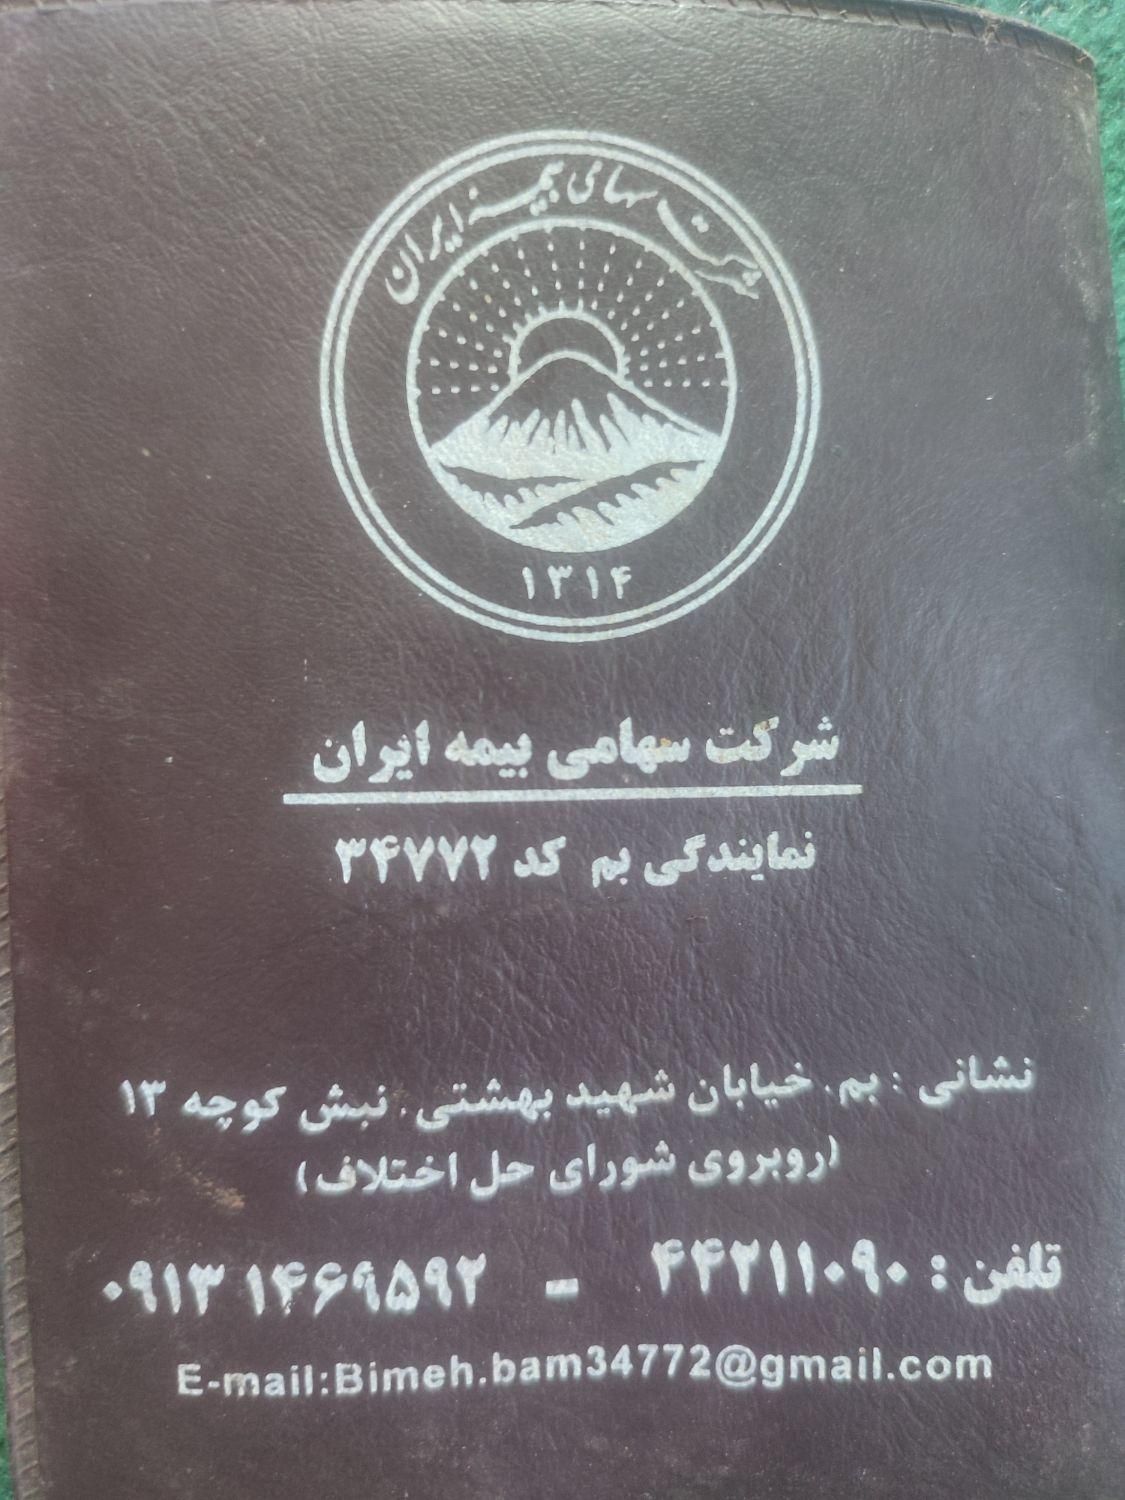 شرکت سهامی بیمه ایران
۱۳۱۴
شرکت سهامی بیمه ایران
نمایندگی بم کد ۳۴۷۷۲
نشانی : بم، خیابان شهید بهشتی، نبش کوچه ۱۳
(روبروی شورای حل اختلاف)
تلفن : ۴۴۲۱۱۰۹۰ - ۰۹۱۳۱۴۶۹۵۹۲
E-mail:Bimeh.bam34772@gmail.com